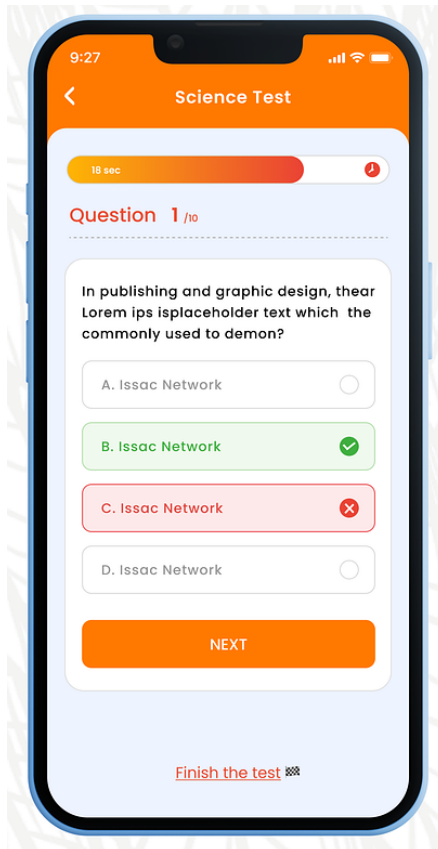 9:27
Science Test
18 sec
Question 1 /10
In publishing and graphic design, thear
Lorem ips isplaceholder text which the
commonly used to demon?
A. Issac Network
B. Issac Network
C. Issac Network
D. Issac Network
NEXT
Finish the test